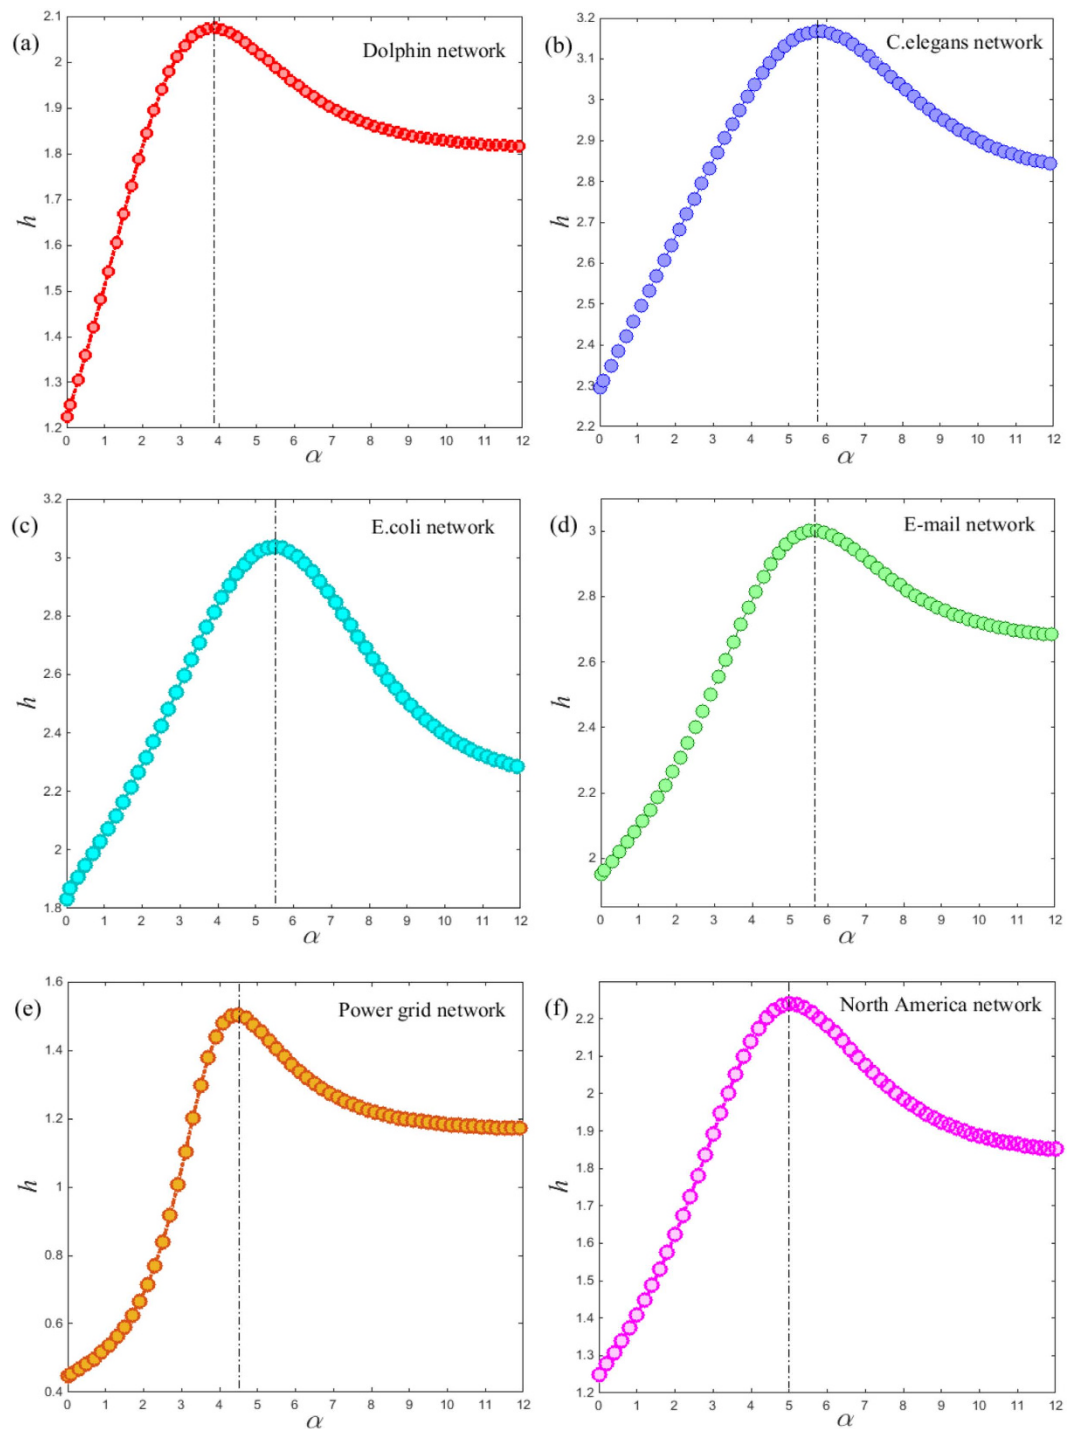 (a)
Dolphin network
2.1
2
1.9
1.8
1.7
1.6
1.5
1.4
1.3
1.2
h
0 1 2 3 4 5 6 7 8 9 10 11 12
α
(b)
C.elegans network
3.2
3.1
3
2.9
2.8
2.7
2.6
2.5
2.4
2.3
2.2
h
0 1 2 3 4 5 6 7 8 9 10 11 12
α
(c)
E.coli network
3.2
3
2.8
2.6
2.4
2.2
2
1.8
h
0 1 2 3 4 5 6 7 8 9 10 11 12
α
(d)
E-mail network
3
2.8
2.6
2.4
2.2
2
h
0 1 2 3 4 5 6 7 8 9 10 11 12
α
(e)
Power grid network
1.6
1.4
1.2
1
0.8
0.6
0.4
h
0 1 2 3 4 5 6 7 8 9 10 11 12
α
(f)
North America network
2.2
2.1
2
1.9
1.8
1.7
1.6
1.5
1.4
1.3
1.2
h
0 1 2 3 4 5 6 7 8 9 10 11 12
α